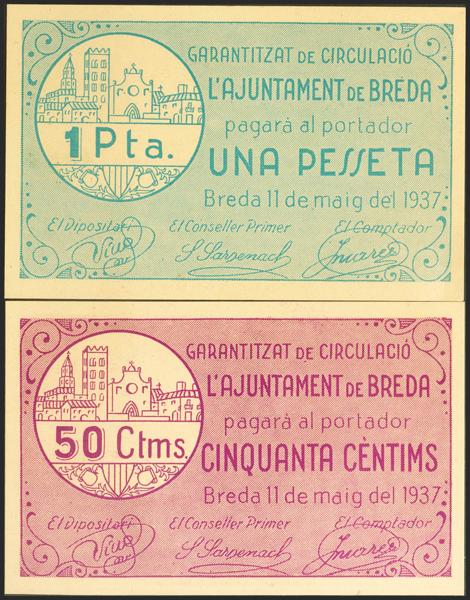 GARANTITZAT DE CIRCULACIÓ
L'AJUNTAMENT DE BREDA
pagarà al portador
1 Pta.
UNA PESSETA
Breda 11 de maig del 1937
El Dipositari El Conseller Primer El Comptador
S. Sarpenach
GARANTITZAT DE CIRCULACIÓ
L'AJUNTAMENT DE BREDA
pagarà al portador
50 Ctms.
CINQUANTA CÈNTIMS
Breda 11 de maig del 1937
El Dipositari El Conseller Primer El Comptador
S. Sarpenach